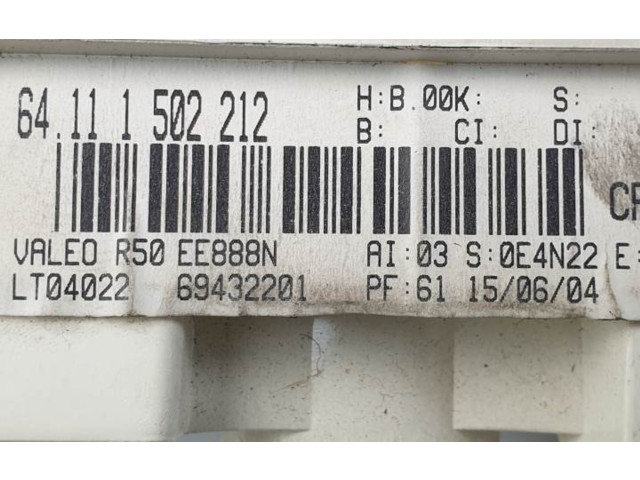 64.11 1 502 212 H:B.00K: S:
B: CI: DI:
VALEO R50 EE888N AI:03 S:0E4N22 E:
LT04022 69432201 PF:61 15/06/04